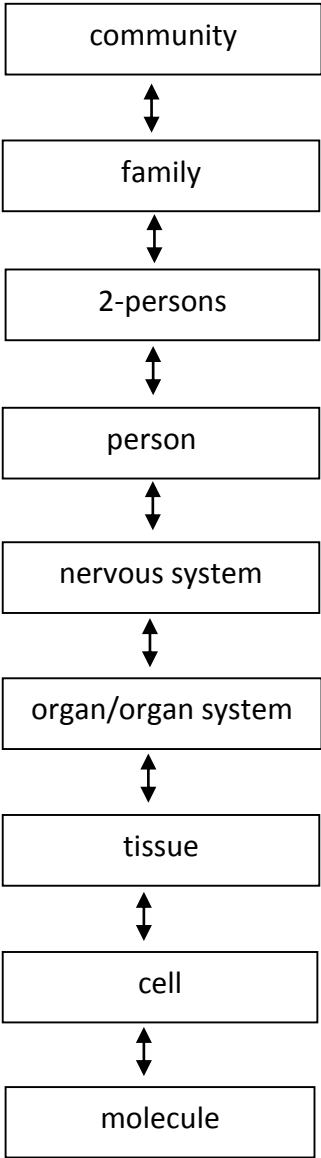 community
family
2-persons
person
nervous system
organ/organ system
tissue
cell
molecule